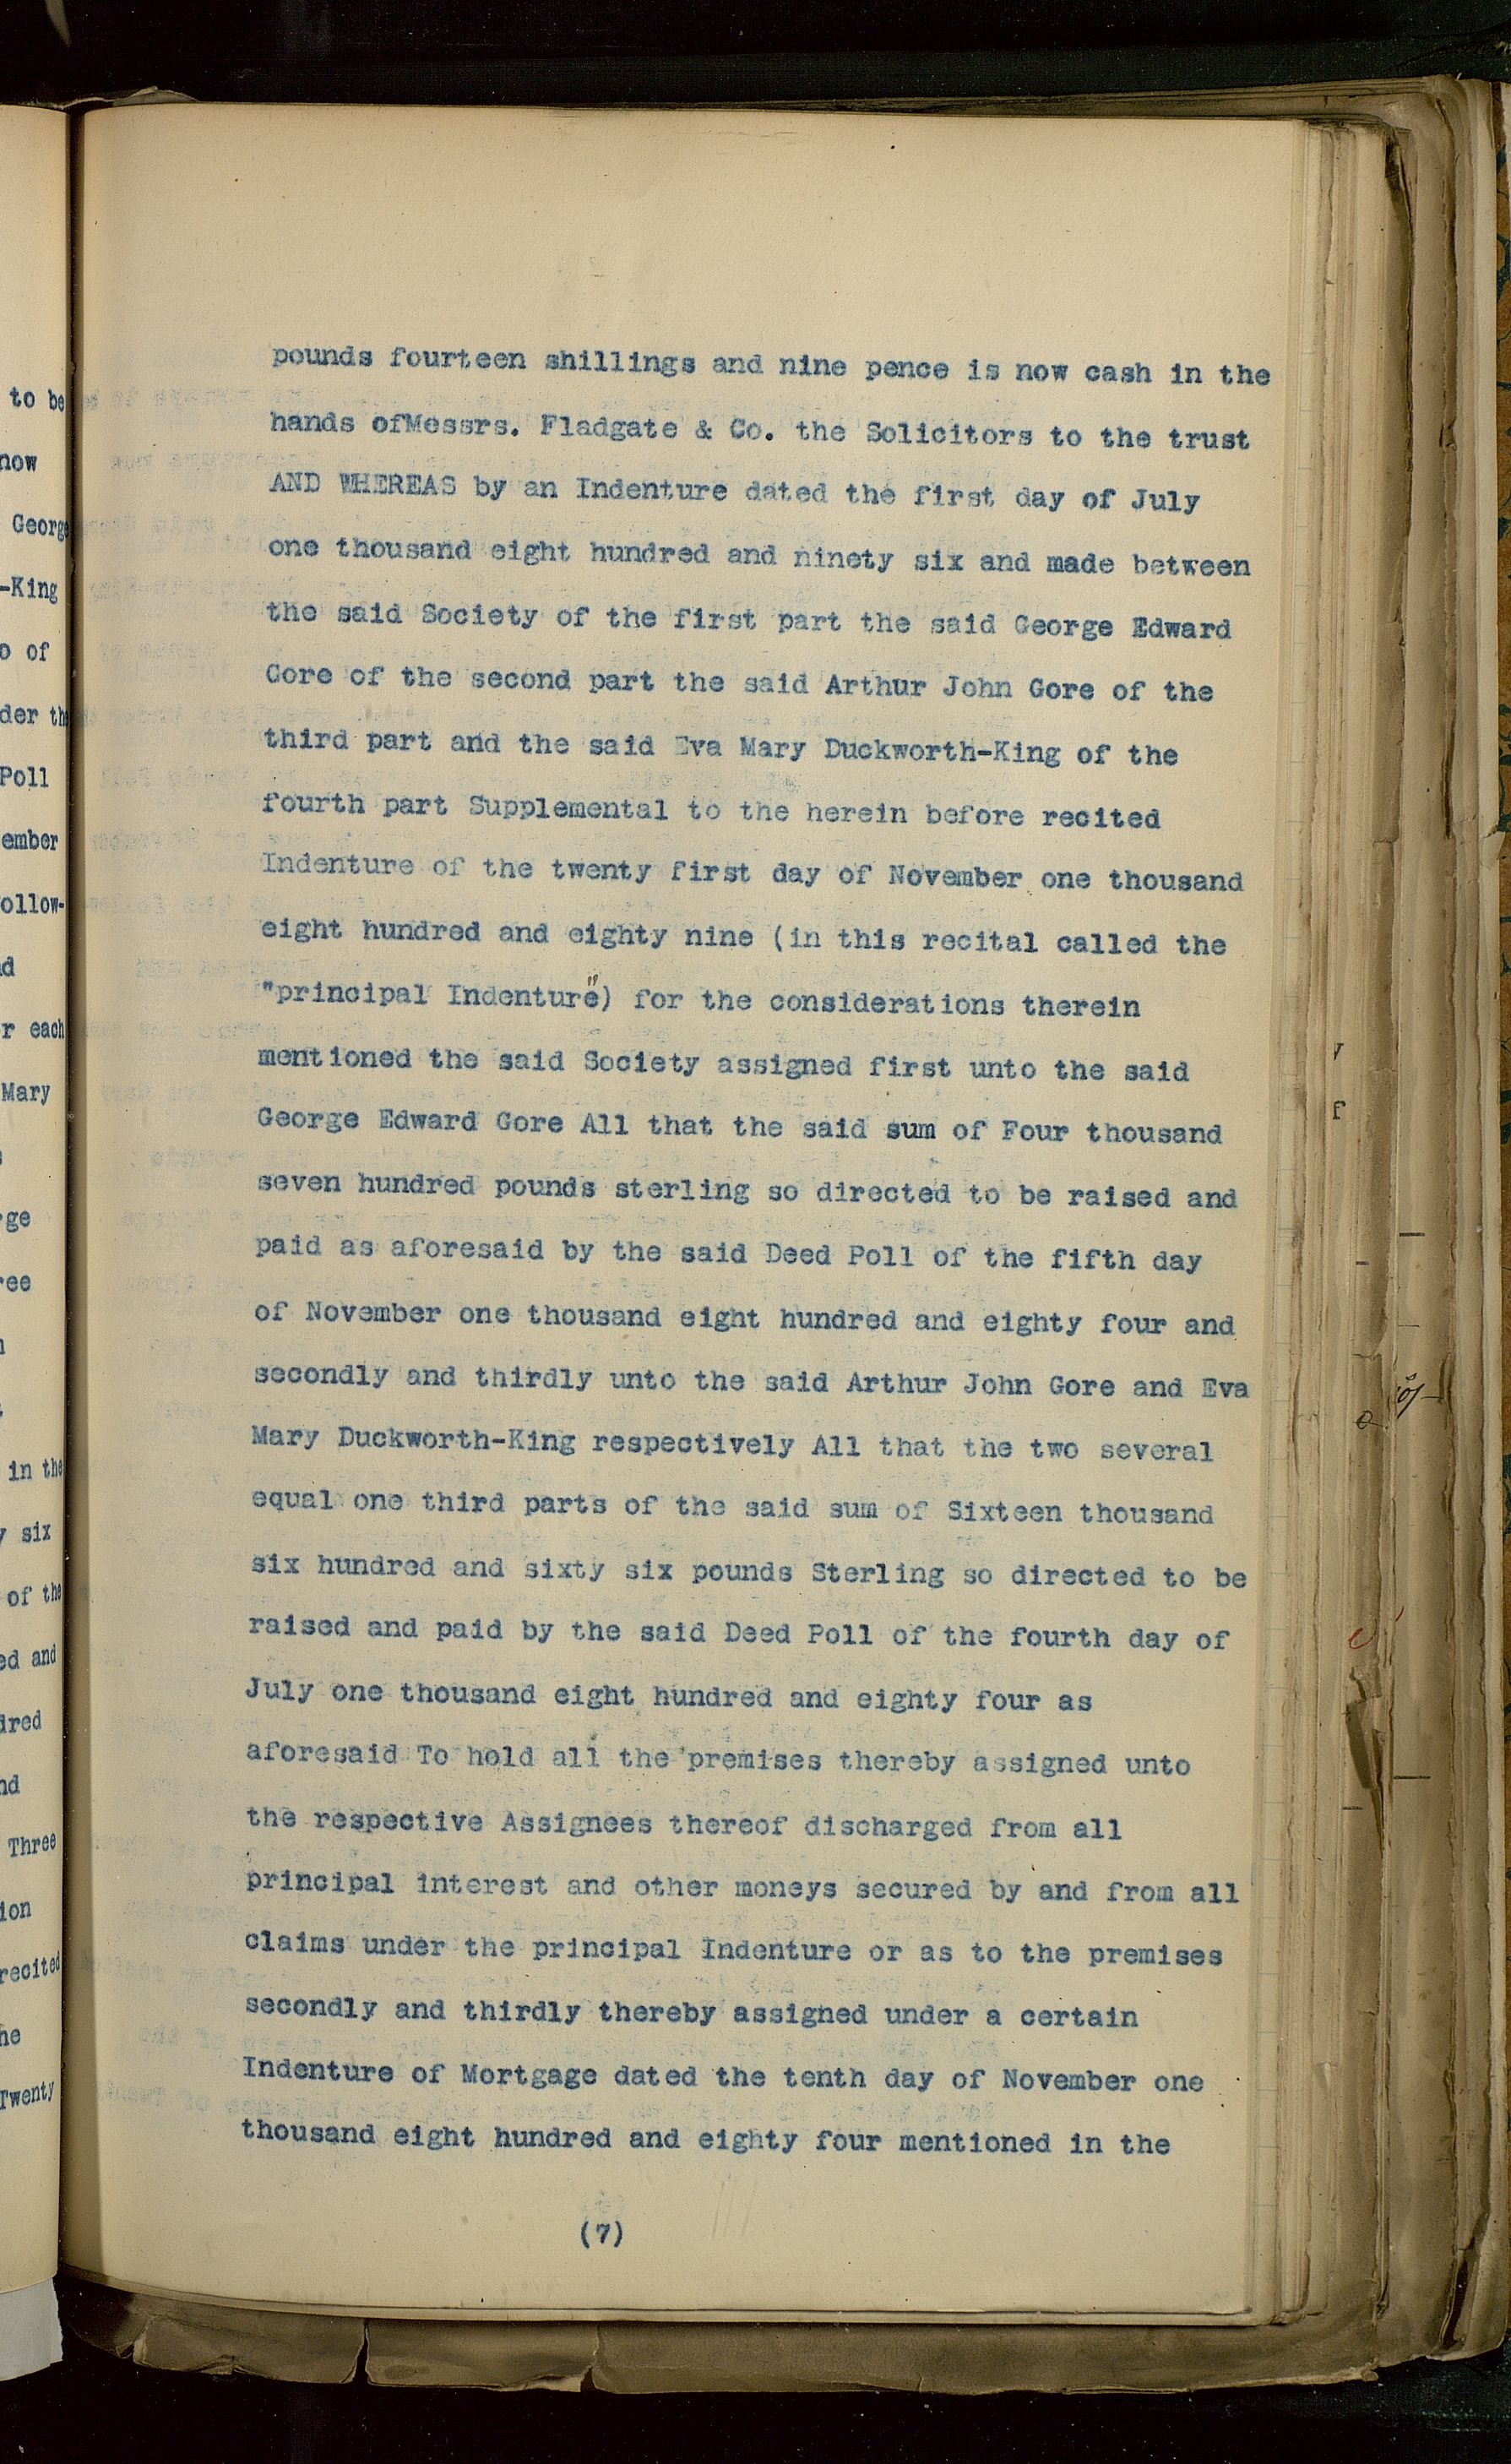 pounds fourteen shillings and nine pence is now cash in the
hands ofMessrs. Fladgate & Co. the Solicitors to the trust
AND WHEREAS by an Indenture dated the first day of July
one thousand eight hundred and ninety six and made between
the said Society of the first part the said George Edward
Gore of the second part the said Arthur John Gore of the
third part and the said Eva Mary Duckworth-King of the
fourth part Supplemental to the herein before recited
Indenture of the twenty first day of November one thousand
eight hundred and eighty nine (in this recital called the
"principal Indenture") for the considerations therein
mentioned the said Society assigned first unto the said
George Edward Gore All that the said sum of Four thousand
seven hundred pounds sterling so directed to be raised and
paid as aforesaid by the said Deed Poll of the fifth day
of November one thousand eight hundred and eighty four and
secondly and thirdly unto the said Arthur John Gore and Eva
Mary Duckworth-King respectively All that the two several
equal one third parts of the said sum of Sixteen thousand
six hundred and sixty six pounds Sterling so directed to be
raised and paid by the said Deed Poll of the fourth day of
July one thousand eight hundred and eighty four as
aforesaid To hold all the premises thereby assigned unto
the respective Assignees thereof discharged from all
principal interest and other moneys secured by and from all
claims under the principal Indenture or as to the premises
secondly and thirdly thereby assigned under a certain
Indenture of Mortgage dated the tenth day of November one
thousand eight hundred and eighty four mentioned in the
(7)